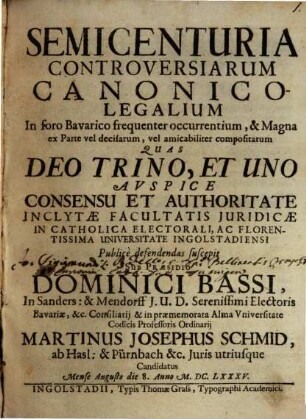 SEMICENTURIA
CONTROVERSIARUM
CANONICO-
LEGALIUM
In foro Bavarico frequenter occurrentium, & Magna
ex Parte vel decisarum, vel amicabiliter compositarum
QUAS
DEO TRINO, ET UNO
AVSPICE
CONSENSU ET AUTHORITATE
INCLYTÆ FACULTATIS JURIDICÆ
IN CATHOLICA ELECTORALI, AC FLOREN-
TISSIMA UNIVERSITATE INGOLSTADIENSI
Publicè defendendas suscepit
Sub Præsidio
DOMINICI BASSI,
In Sanders: & Mendorff J. U. D. Serenissimi Electoris
Bavariæ, &c. Consiliarij & in præmemorata Alma Vniversitate
Codicis Professoris Ordinarij
MARTINUS JOSEPHUS SCHMID,
ab Hasl: & Pürnbach &c. Juris utriusque
Candidatus
Mense Augusto die 8. Anno M. DC. LXXXV.
INGOLSTADII, Typis Thomæ Grass, Typographi Academici.